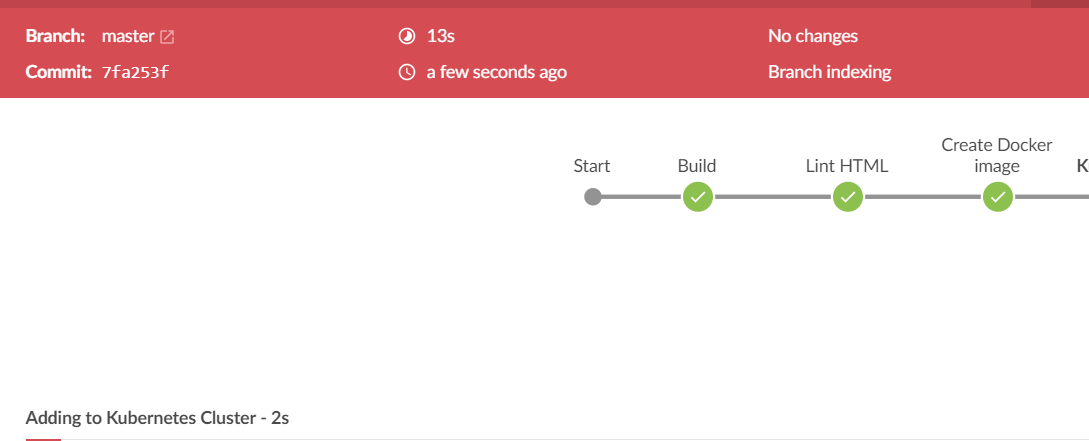 Branch: master 13s No changes
Commit: 7fa253f a few seconds ago Branch indexing
Start Build Lint HTML Create Docker
image K
Adding to Kubernetes Cluster - 2s